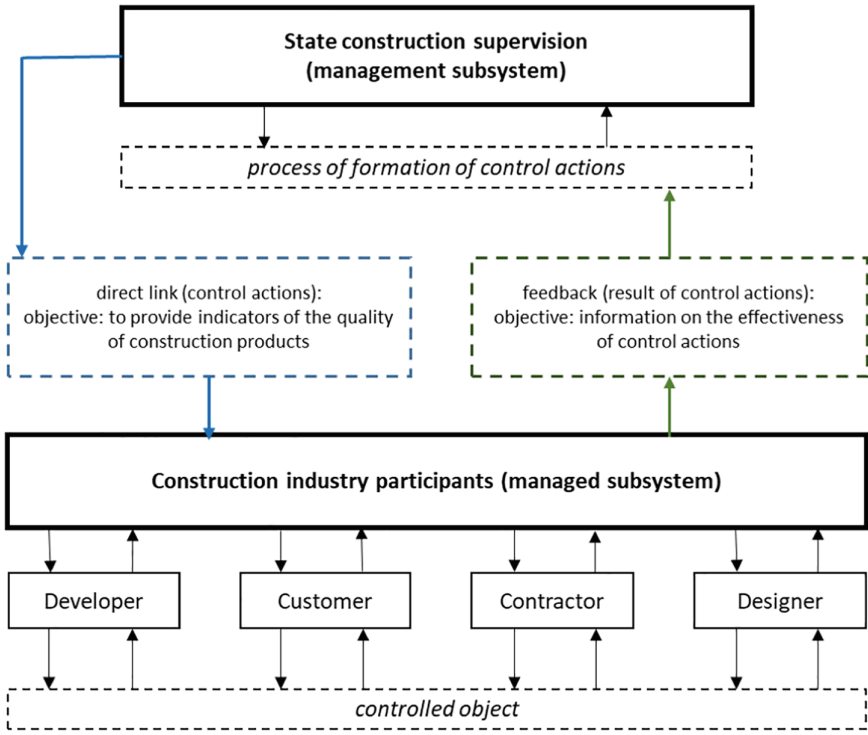 State construction supervision
(management subsystem)
process of formation of control actions
direct link (control actions):
objective: to provide indicators of the quality
of construction products
feedback (result of control actions):
objective: information on the effectiveness
of control actions
Construction industry participants (managed subsystem)
Developer
Customer
Contractor
Designer
controlled object